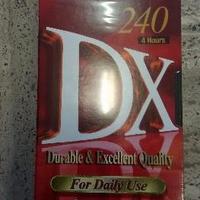 240
4 Hours
DX
Durable & Excellent Quality
For Daily Use